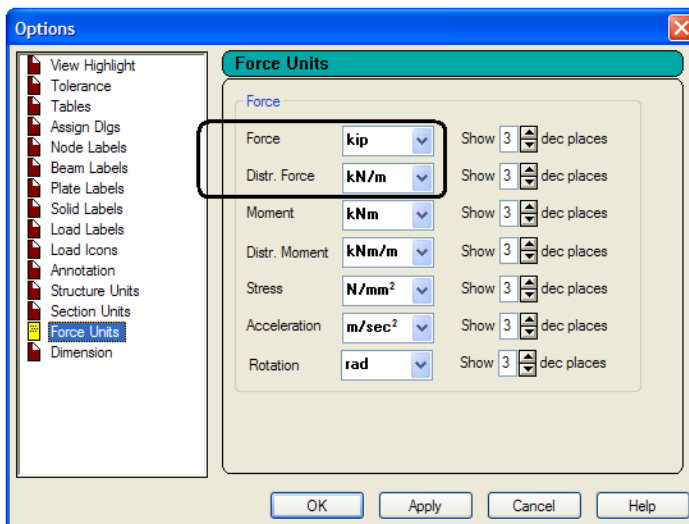 Options
View Highlight
Tolerance
Tables
Assign Dlgs
Node Labels
Beam Labels
Plate Labels
Solid Labels
Load Labels
Load Icons
Annotation
Structure Units
Section Units
Force Units
Dimension
Force Units
Force
Force kip Show 3 dec places
Distr. Force kN/m Show 3 dec places
Moment kNm Show 3 dec places
Distr. Moment kNm/m Show 3 dec places
Stress N/mm² Show 3 dec places
Acceleration m/sec² Show 3 dec places
Rotation rad Show 3 dec places
OK Apply Cancel Help